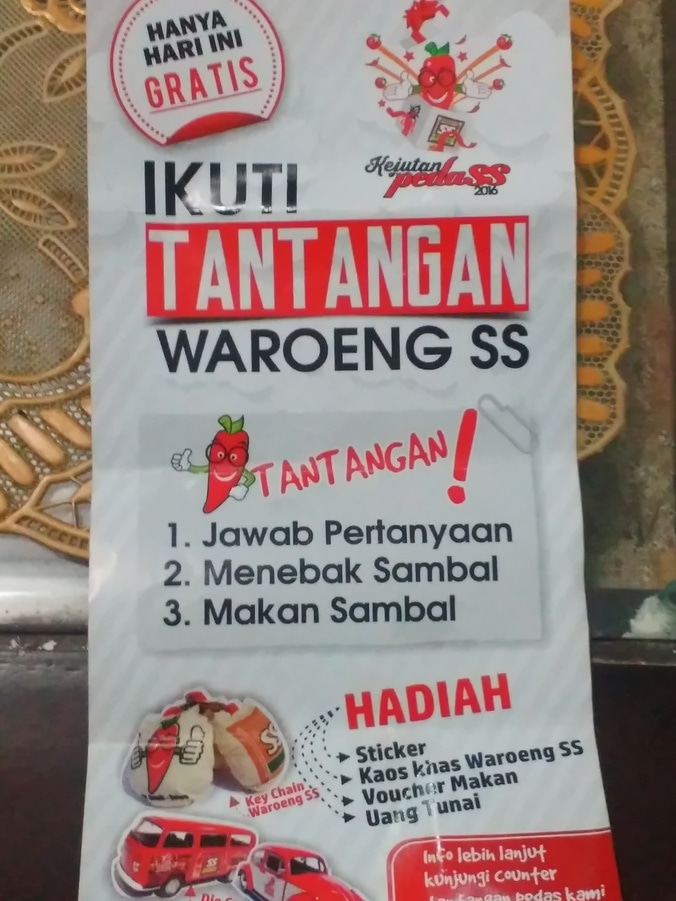 HANYA
HARI INI
GRATIS
Kejutan
pedaSS
2016
IKUTI
TANTANGAN
WAROENG SS
TANTANGAN!
1. Jawab Pertanyaan
2. Menebak Sambal
3. Makan Sambal
HADIAH
Sticker
Kaos khas Waroeng SS
Voucher Makan
Uang Tunai
Key Chain
Waroeng SS
Info lebih lanjut
kunjungi counter
tantangan pedas kami